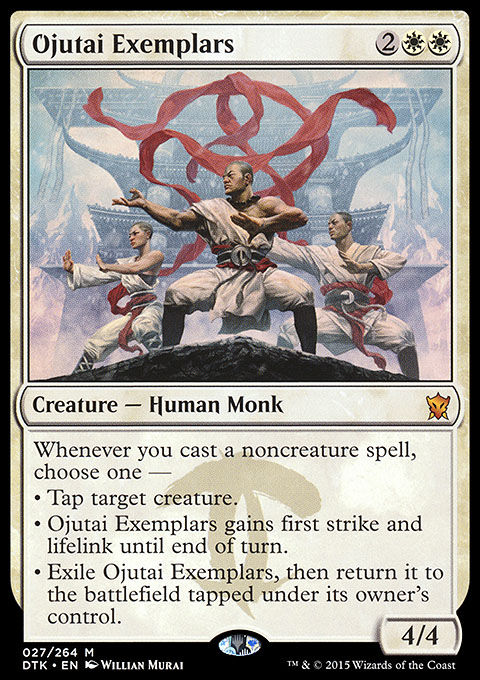 Ojutai Exemplars 2
Creature — Human Monk
Whenever you cast a noncreature spell,
choose one —
• Tap target creature.
• Ojutai Exemplars gains first strike and
lifelink until end of turn.
• Exile Ojutai Exemplars, then return it to
the battlefield tapped under its owner's
control.
4/4
027/264 M
DTK • EN Willian Murai
™ & © 2015 Wizards of the Coast